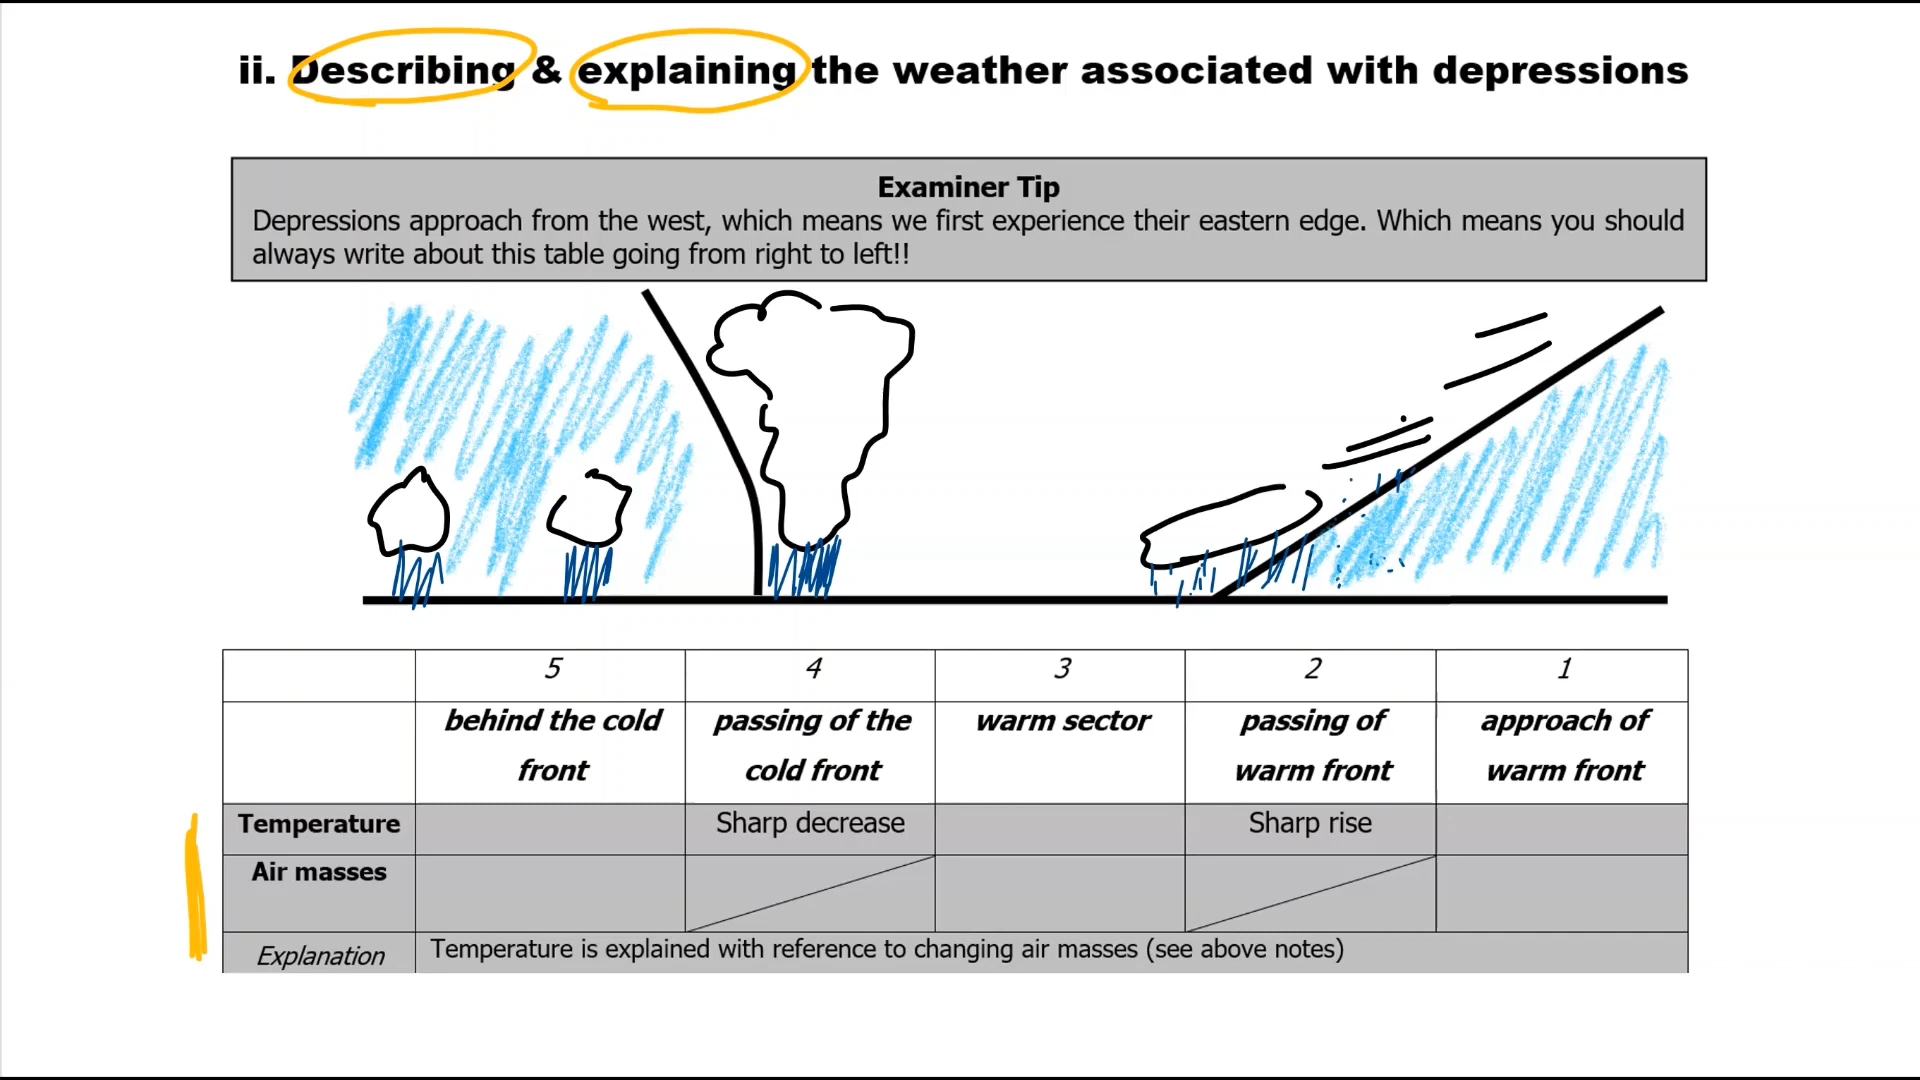 ii. Describing & explaining the weather associated with depressions
Examiner Tip
Depressions approach from the west, which means we first experience their eastern edge. Which means you should
always write about this table going from right to left!!
5 4 3 2 1
behind the cold front passing of the cold front warm sector passing of warm front approach of warm front
Temperature Sharp decrease Sharp rise
Air masses
Explanation Temperature is explained with reference to changing air masses (see above notes)